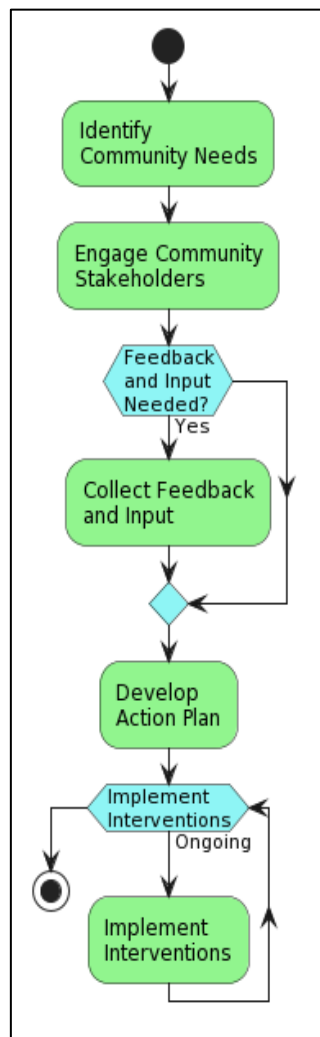 Identify
Community Needs
Engage Community
Stakeholders
Feedback
and Input
Needed?
Yes
Collect Feedback
and Input
Develop
Action Plan
Implement
Interventions
Ongoing
Implement
Interventions